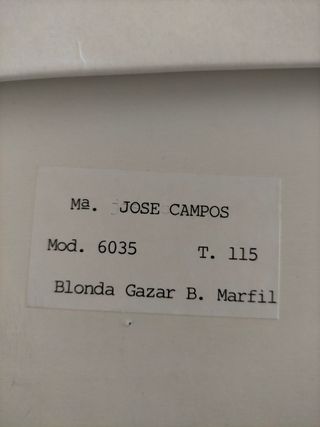 Mª. JOSE CAMPOS
Mod. 6035 T. 115
Blonda Gazar B. Marfil